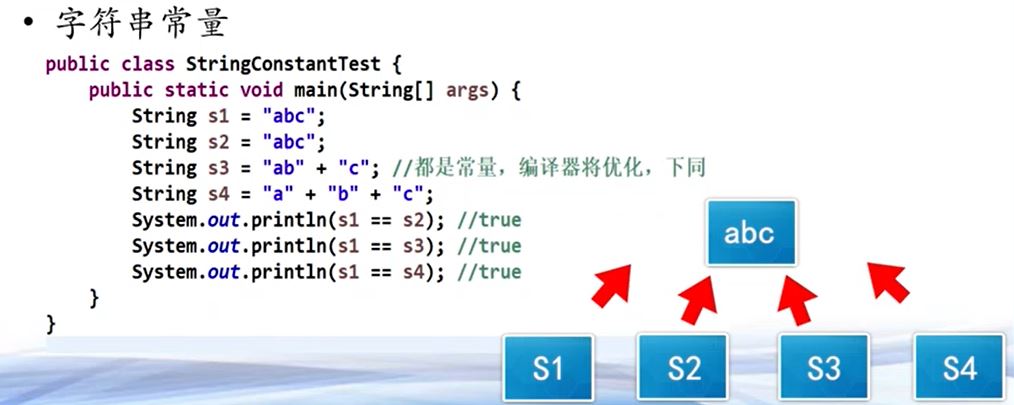 • 字符串常量
public class StringConstantTest {
public static void main(String[] args) {
String s1 = "abc";
String s2 = "abc";
String s3 = "ab" + "c"; //都是常量，编译器将优化，下同
String s4 = "a" + "b" + "c";
System.out.println(s1 == s2); //true
System.out.println(s1 == s3); //true
System.out.println(s1 == s4); //true
}
}
abc
S1
S2
S3
S4